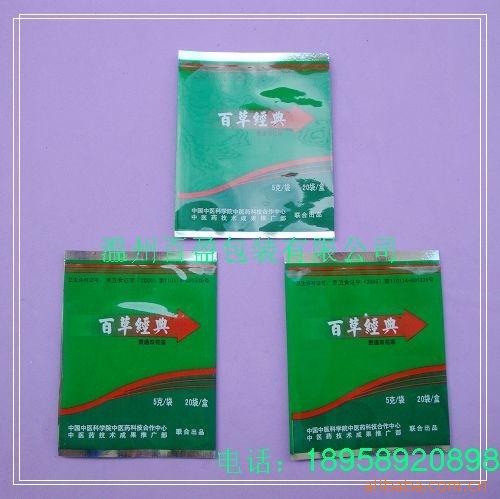 百草經典
5克/袋 20袋/盒
中国中医科学院中医药科技合作中心
中医药技术成果推广部 联合出品
温州百益包装有限公司
百草經典
5克/袋 20袋/盒
中国中医科学院中医药科技合作中心
中医药技术成果推广部 联合出品
百草經典
5克/袋 20袋/盒
中国中医科学院中医药科技合作中心
中医药技术成果推广部 联合出品
电话：18958920898
alibaba.com.cn